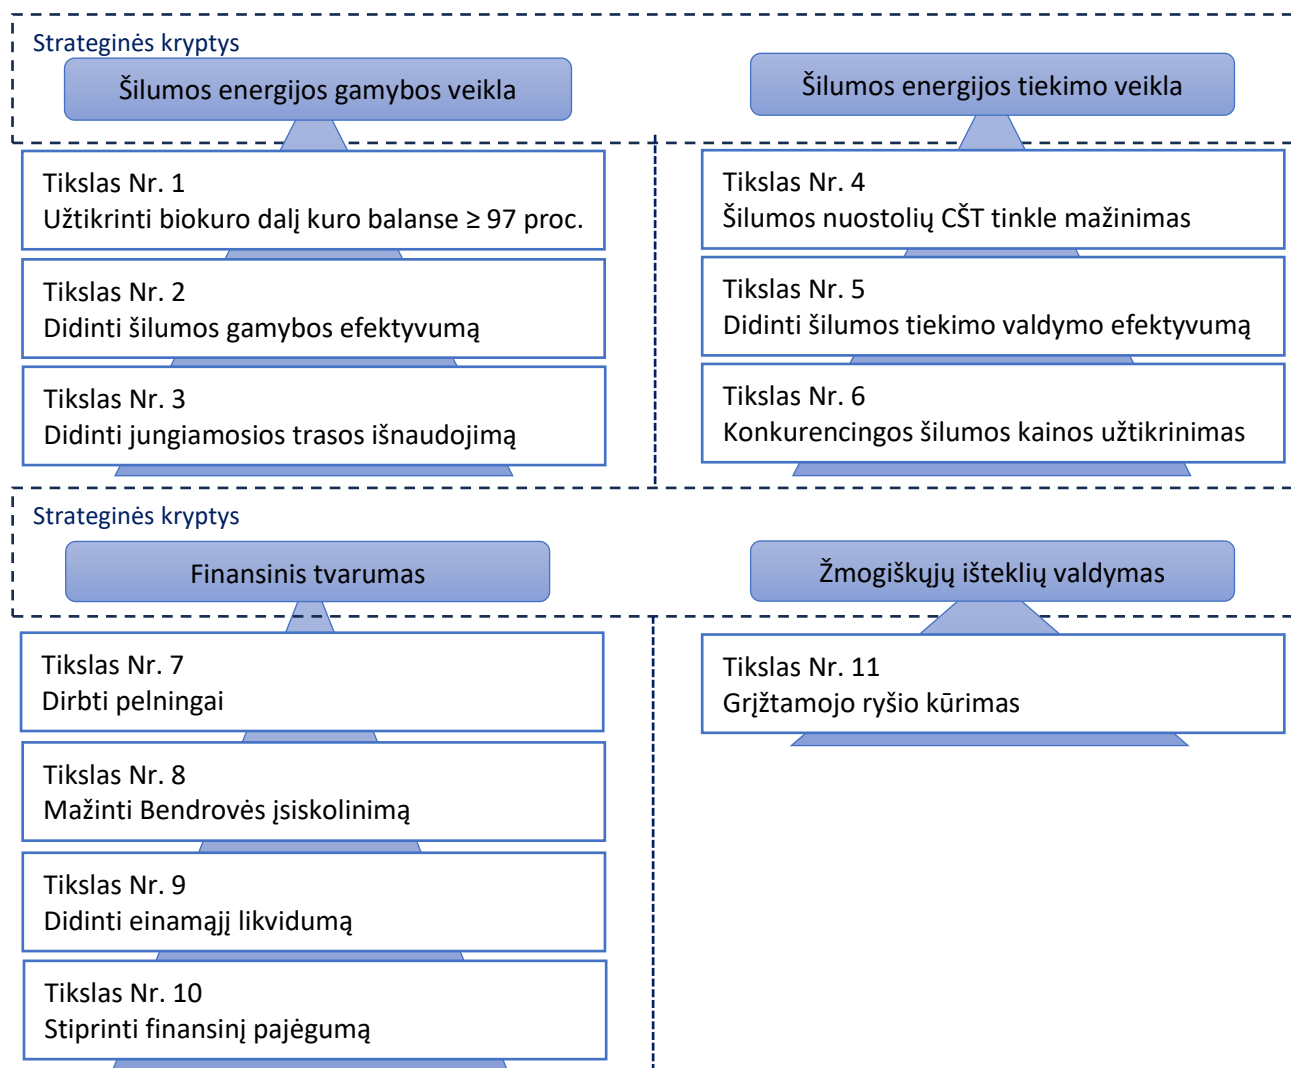 Strateginės kryptys
Šilumos energijos gamybos veikla
Šilumos energijos tiekimo veikla
Tikslas Nr. 1
Užtikrinti biokuro dalį kuro balanse ≥ 97 proc.
Tikslas Nr. 2
Didinti šilumos gamybos efektyvumą
Tikslas Nr. 3
Didinti jungiamosios trasos išnaudojimą
Tikslas Nr. 4
Šilumos nuostolių CŠT tinkle mažinimas
Tikslas Nr. 5
Didinti šilumos tiekimo valdymo efektyvumą
Tikslas Nr. 6
Konkurencingos šilumos kainos užtikrinimas
Strateginės kryptys
Finansinis tvarumas
Žmogiškųjų išteklių valdymas
Tikslas Nr. 7
Dirbti pelningai
Tikslas Nr. 8
Mažinti Bendrovės įsiskolinimą
Tikslas Nr. 9
Didinti einamąjį likvidumą
Tikslas Nr. 10
Stiprinti finansinį pajėgumą
Tikslas Nr. 11
Grįžtamojo ryšio kūrimas